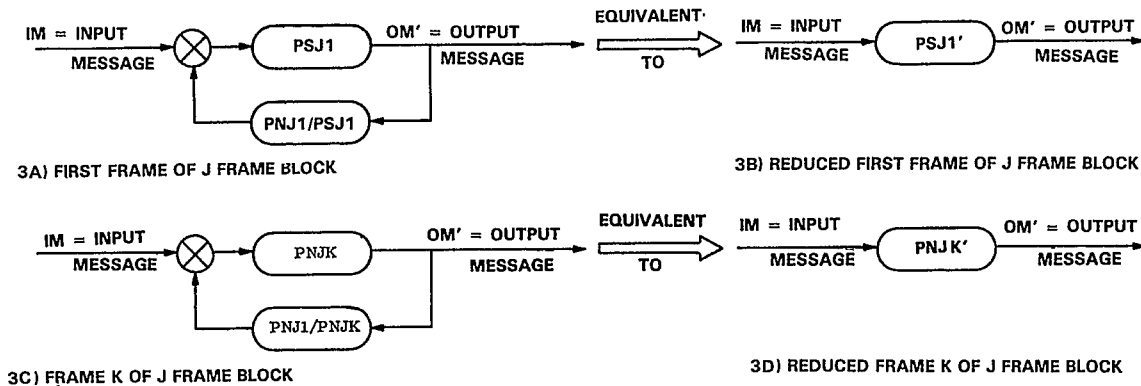 IM = INPUT
MESSAGE
PSJ1
OM′ = OUTPUT
MESSAGE
PNJ1/PSJ1
EQUIVALENT
TO
IM = INPUT
MESSAGE
PSJ1′
OM′ = OUTPUT
MESSAGE
3A) FIRST FRAME OF J FRAME BLOCK
3B) REDUCED FIRST FRAME OF J FRAME BLOCK
IM = INPUT
MESSAGE
PNJK
OM′ = OUTPUT
MESSAGE
PNJ1/PNJK
EQUIVALENT
TO
IM = INPUT
MESSAGE
PNJK′
OM′ = OUTPUT
MESSAGE
3C) FRAME K OF J FRAME BLOCK
3D) REDUCED FRAME K OF J FRAME BLOCK